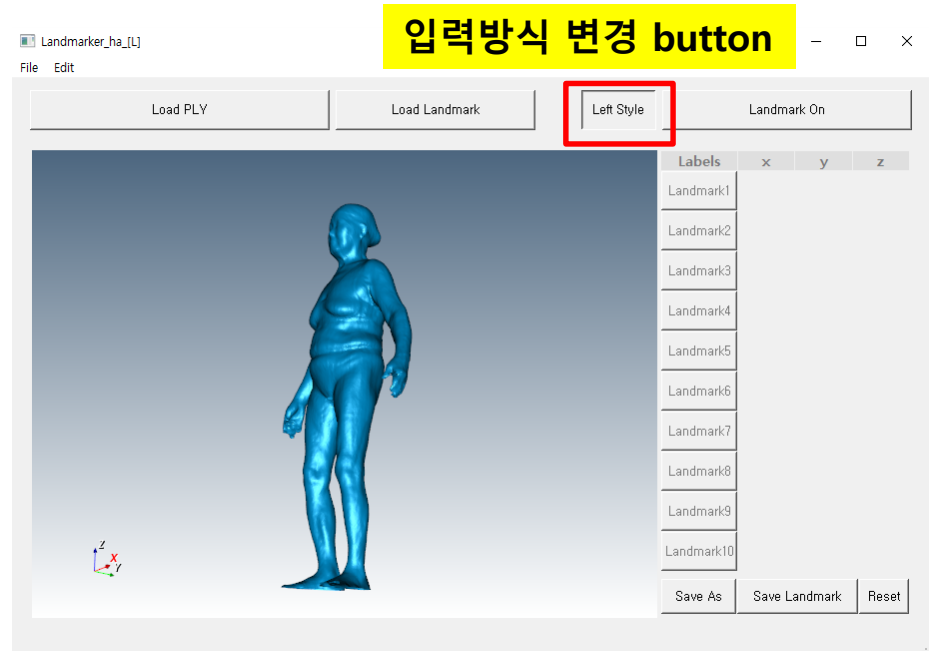 입력방식 변경 button
Landmarker_ha_[L]
File Edit
Load PLY Load Landmark Left Style Landmark On
Labels x y z
Landmark1
Landmark2
Landmark3
Landmark4
Landmark5
Landmark6
Landmark7
Landmark8
Landmark9
Landmark10
Z
X
Y
Save As Save Landmark Reset